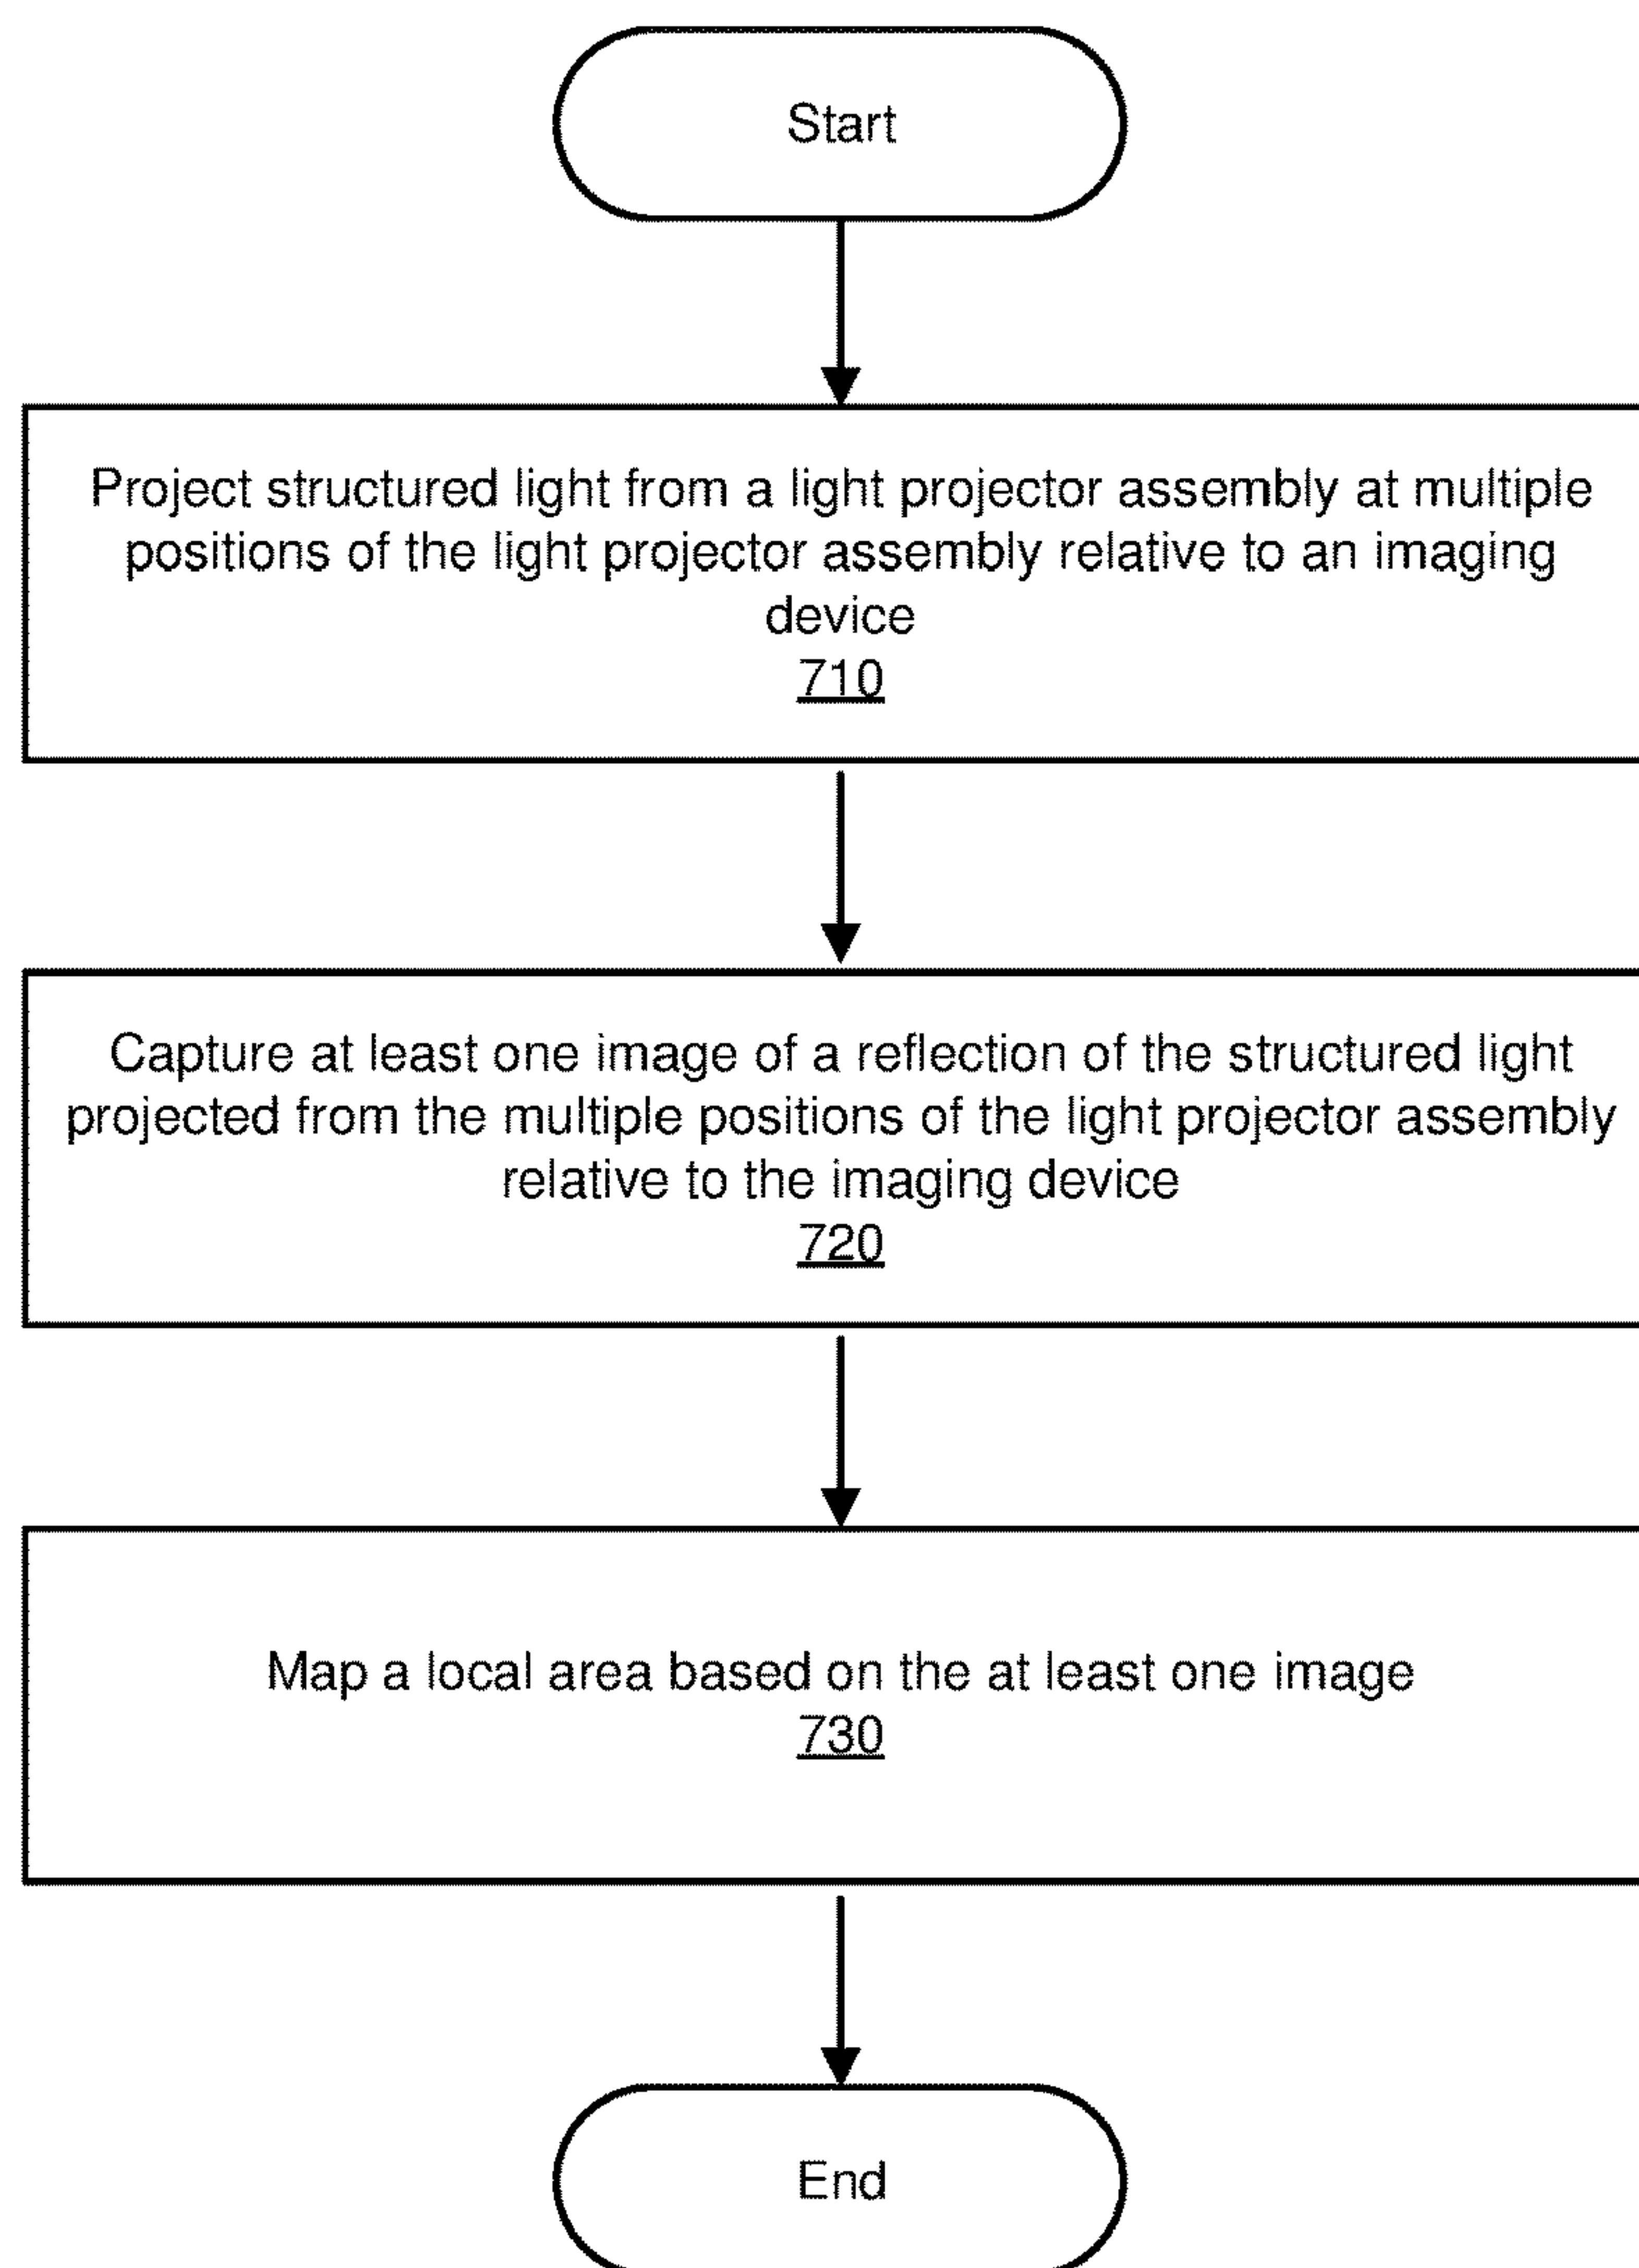 Start
Project structured light from a light projector assembly at multiple
positions of the light projector assembly relative to an imaging
device
710
Capture at least one image of a reflection of the structured light
projected from the multiple positions of the light projector assembly
relative to the imaging device
720
Map a local area based on the at least one image
730
End